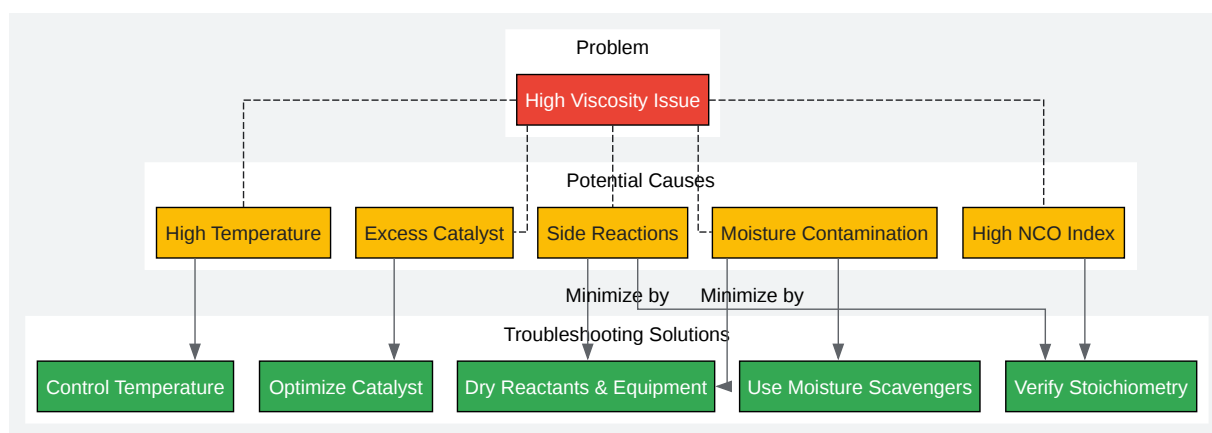 Problem
High Viscosity Issue
Potential Causes
High Temperature
Excess Catalyst
Side Reactions
Moisture Contamination
High NCO Index
Minimize by
Minimize by
Troubleshooting Solutions
Control Temperature
Optimize Catalyst
Dry Reactants & Equipment
Use Moisture Scavengers
Verify Stoichiometry